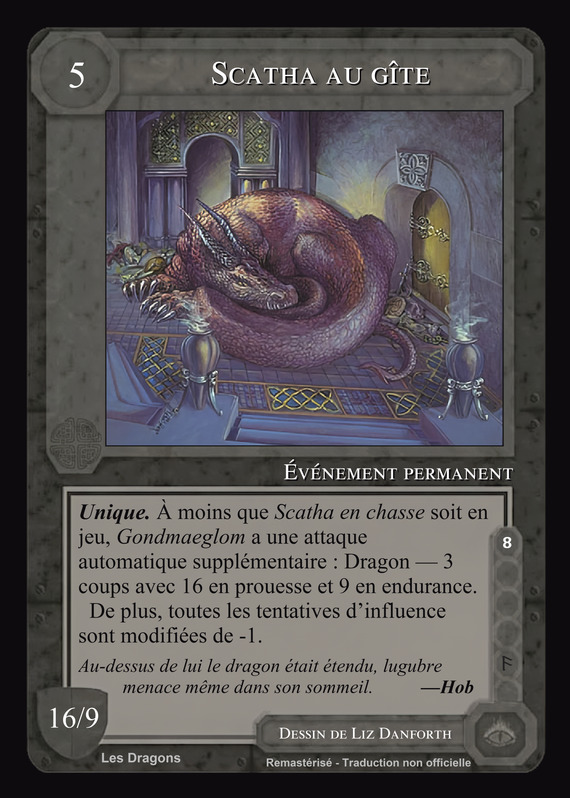 5
Scatha au gîte
Événement permanent
Unique. À moins que Scatha en chasse soit en
jeu, Gondmaeglom a une attaque
automatique supplémentaire : Dragon — 3
coups avec 16 en prouesse et 9 en endurance.
De plus, toutes les tentatives d'influence
sont modifiées de -1.
Au-dessus de lui le dragon était étendu, lugubre
menace même dans son sommeil. —Hob
8
16/9
Dessin de Liz Danforth
Les Dragons
Remastérisé - Traduction non officielle